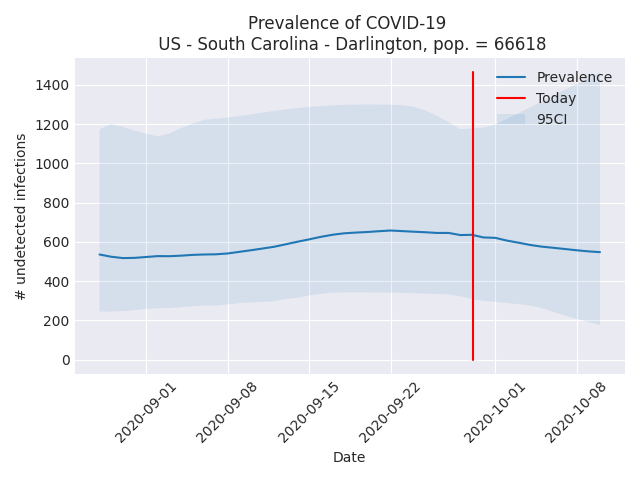 Prevalence of COVID-19
US - South Carolina - Darlington, pop. = 66618
Prevalence
Today
95CI
1400
1200
1000
800
600
400
200
0
# undetected infections
2020-09-01
2020-09-08
2020-09-15
2020-09-22
2020-10-01
2020-10-08
Date